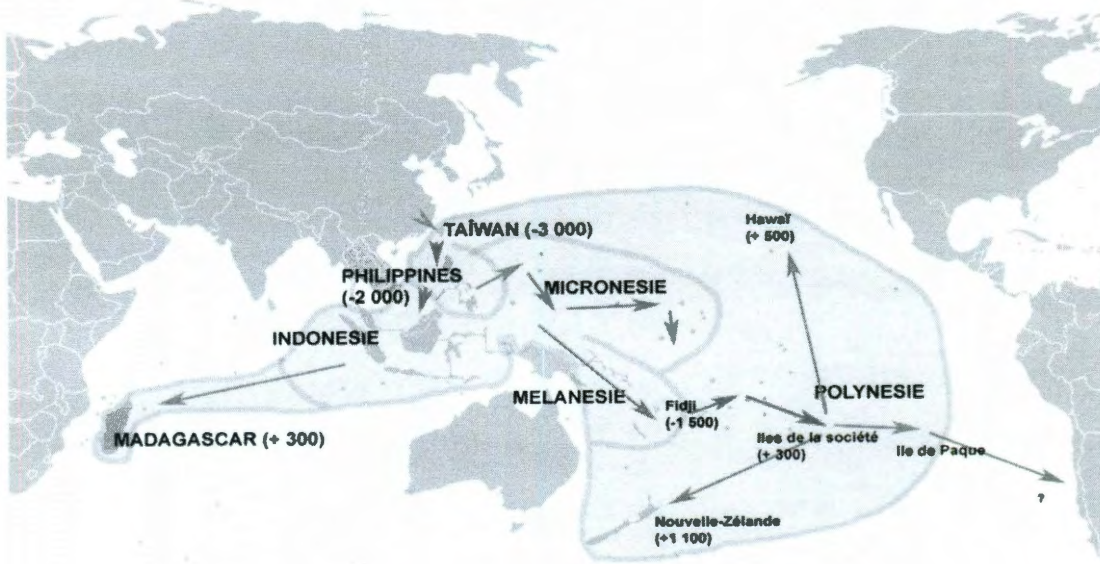 Hawaï
(+ 500)
TAÏWAN (-3 000)
PHILIPPINES
(-2 000)
MICRONESIE
INDONESIE
MELANESIE
POLYNESIE
Fidji
(-1 500)
MADAGASCAR (+ 300)
Iles de la société
(+ 300)
Ile de Paque
?
Nouvelle-Zélande
(+1 100)